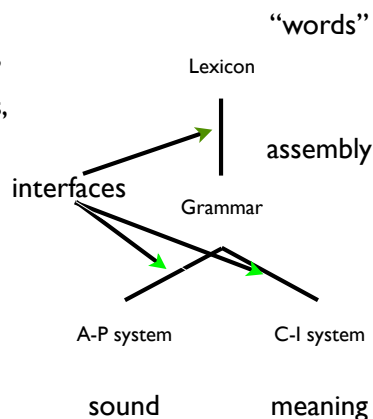 “words”
Lexicon
s,
assembly
interfaces
Grammar
A-P system
C-I system
sound
meaning